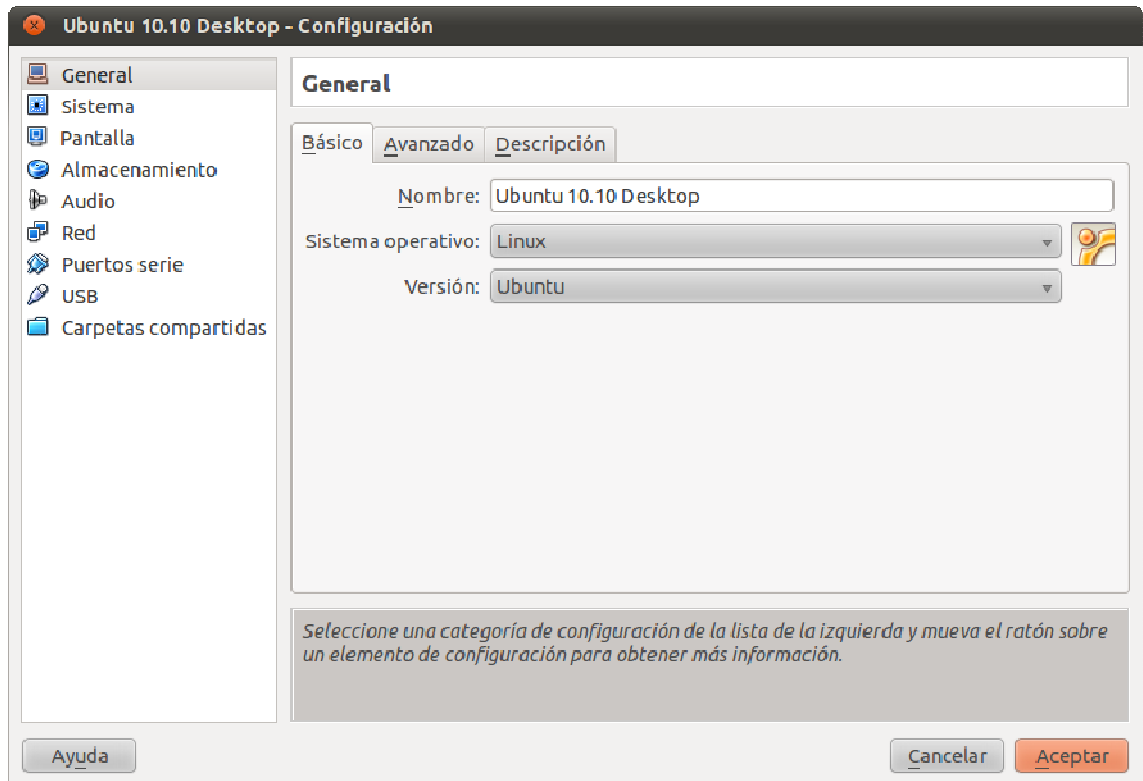 Ubuntu 10.10 Desktop - Configuración
General
Sistema
Pantalla
Almacenamiento
Audio
Red
Puertos serie
USB
Carpetas compartidas
General
Básico Avanzado Descripción
Nombre: Ubuntu 10.10 Desktop
Sistema operativo: Linux
Versión: Ubuntu
Seleccione una categoría de configuración de la lista de la izquierda y mueva el ratón sobre
un elemento de configuración para obtener más información.
Ayuda Cancelar Aceptar